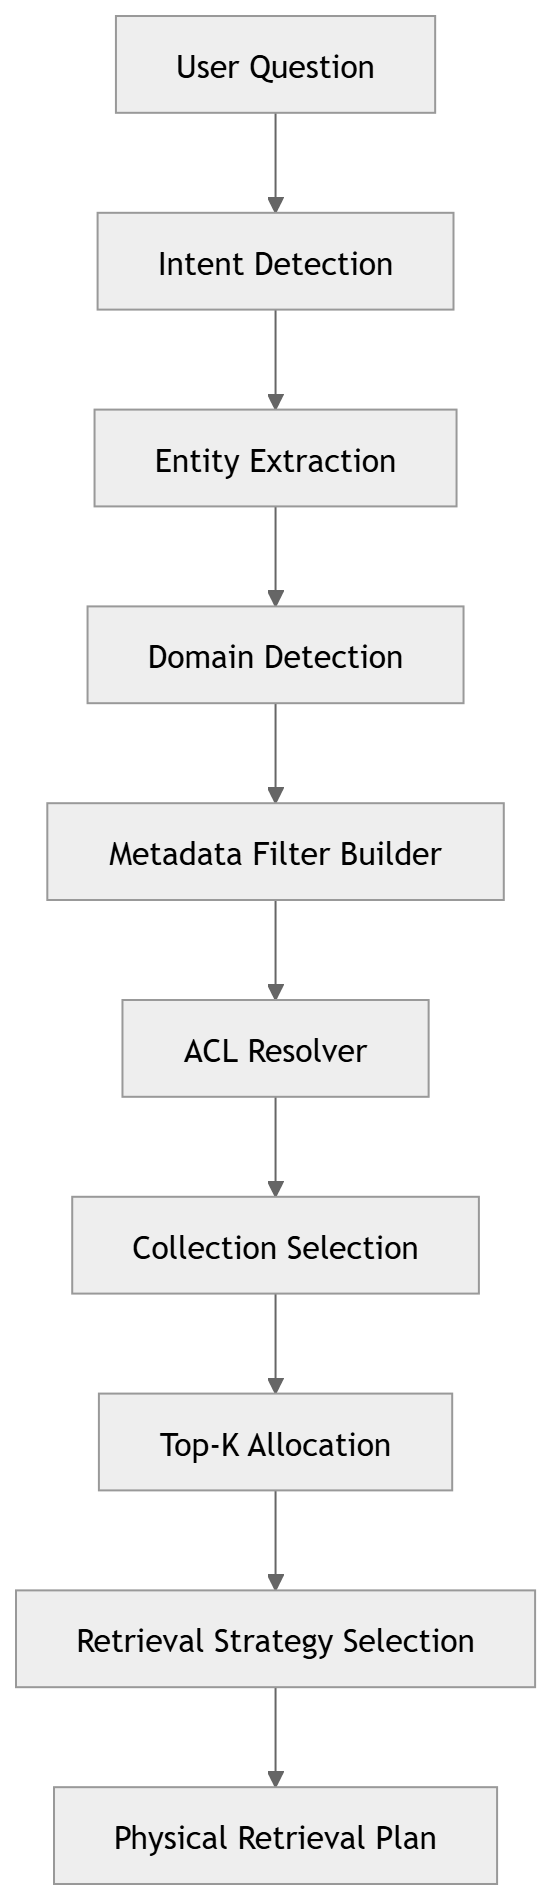 User Question
Intent Detection
Entity Extraction
Domain Detection
Metadata Filter Builder
ACL Resolver
Collection Selection
Top-K Allocation
Retrieval Strategy Selection
Physical Retrieval Plan